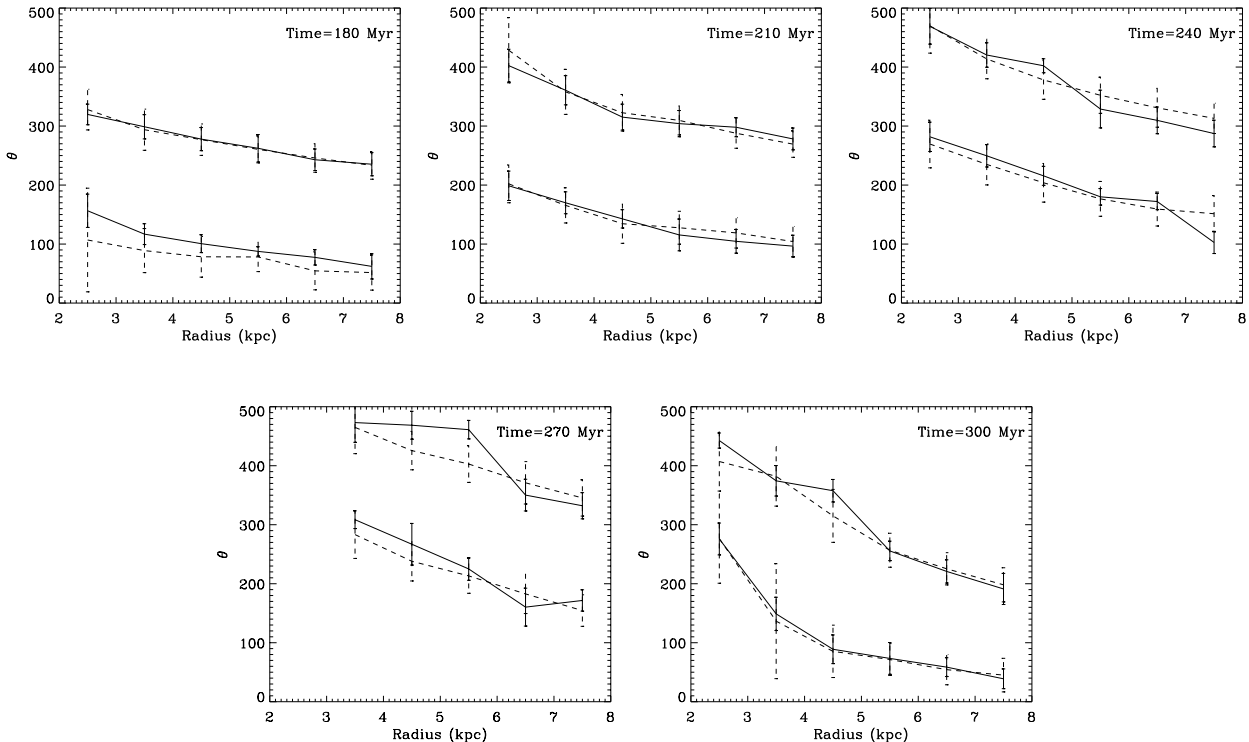 500
400
300
200
100
0
θ
Time=180 Myr
2 3 4 5 6 7 8
Radius (kpc)
500
400
300
200
100
0
θ
Time=210 Myr
2 3 4 5 6 7 8
Radius (kpc)
500
400
300
200
100
0
θ
Time=240 Myr
2 3 4 5 6 7 8
Radius (kpc)
500
400
300
200
100
0
θ
Time=270 Myr
2 3 4 5 6 7 8
Radius (kpc)
500
400
300
200
100
0
θ
Time=300 Myr
2 3 4 5 6 7 8
Radius (kpc)